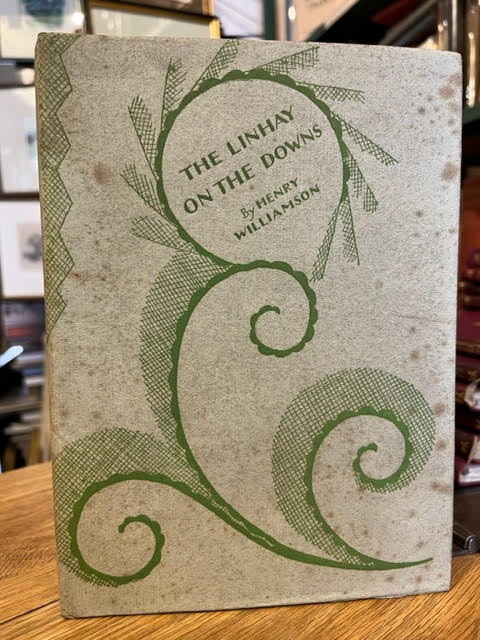 THE LINHAY
ON THE DOWNS
By HENRY
WILLIAMSON